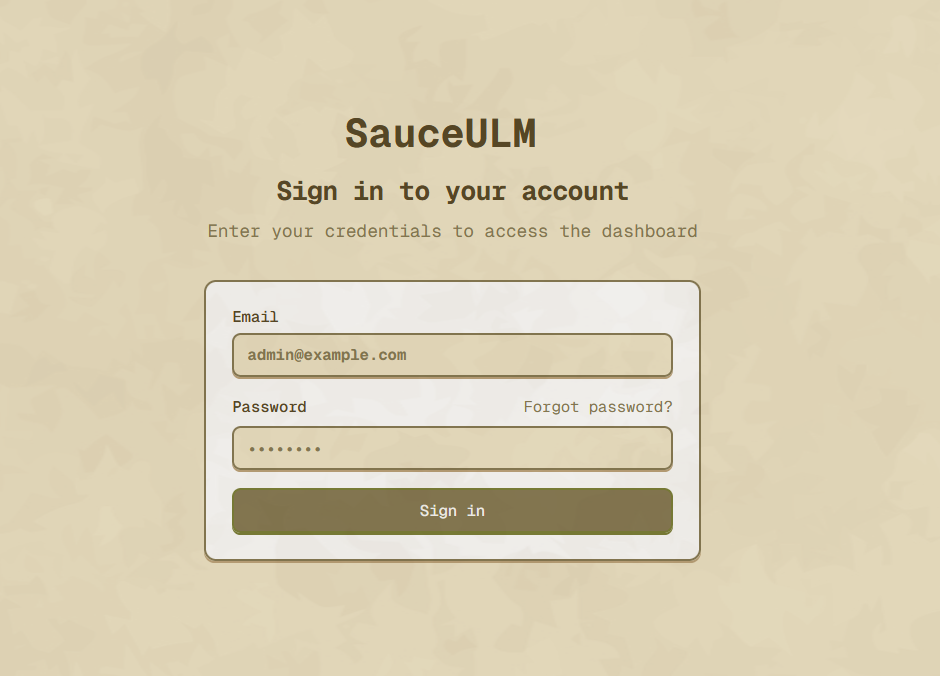 SauceULM
Sign in to your account
Enter your credentials to access the dashboard
Email
admin@example.com
Password Forgot password?
••••••••
Sign in